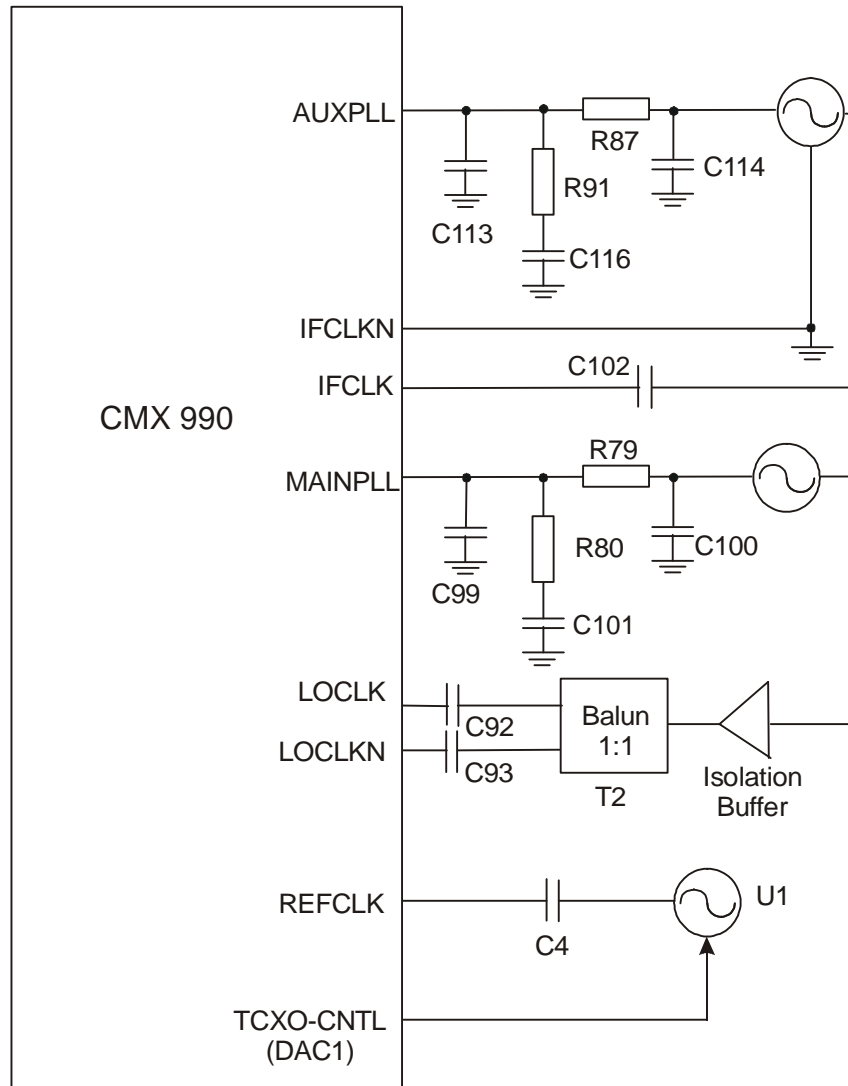 AUXPLL
R87
C114
R91
C113
C116
IFCLKN
C102
IFCLK
CMX 990
R79
MAINPLL
R80
C100
C99
C101
LOCLK
C92
Balun
1:1
LOCLKN
C93
T2
Isolation
Buffer
REFCLK
U1
C4
TCXO-CNTL
(DAC1)